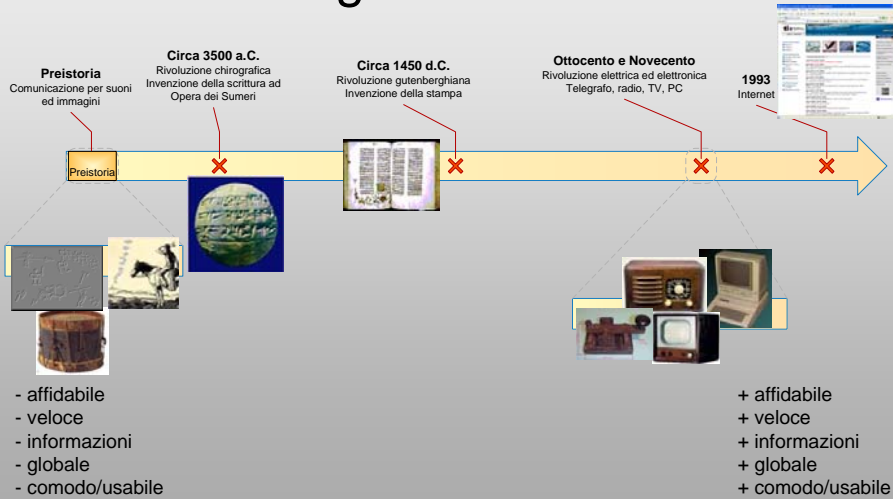 Preistoria
Comunicazione per suoni
ed immagini
Circa 3500 a.C.
Rivoluzione chirografica
Invenzione della scrittura ad
Opera dei Sumeri
Circa 1450 d.C.
Rivoluzione gutenberghiana
Invenzione della stampa
Ottocento e Novecento
Rivoluzione elettrica ed elettronica
Telegrafo, radio, TV, PC
1993
Internet
Preistoria
- affidabile
- veloce
- informazioni
- globale
- comodo/usabile
+ affidabile
+ veloce
+ informazioni
+ globale
+ comodo/usabile